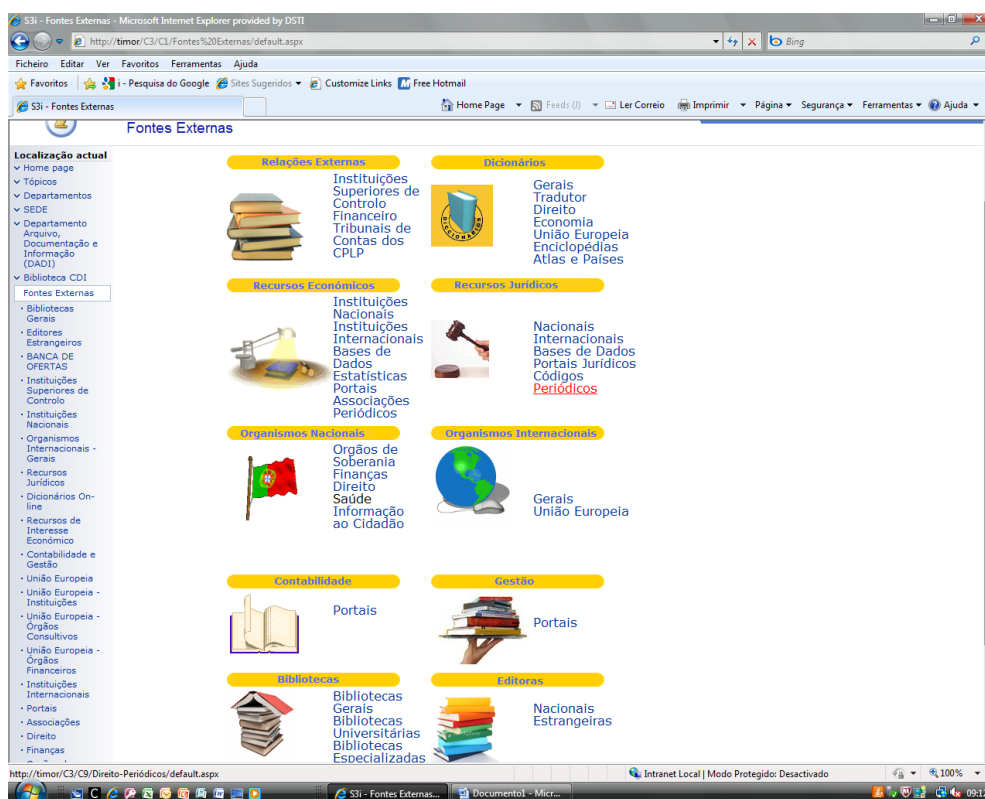 S3i - Fontes Externas - Microsoft Internet Explorer provided by DSTI
http://timor/C3/C1/Fontes%20Externas/default.aspx
Bing
Ficheiro Editar Ver Favoritos Ferramentas Ajuda
Favoritos i - Pesquisa do Google Sites Sugeridos Customize Links Free Hotmail
S3i - Fontes Externas
Home Page Feeds (J) Ler Correio Imprimir Página Segurança Ferramentas Ajuda
Fontes Externas
Localização actual
Home page
Tópicos
Departamentos
SEDE
Departamento
Arquivo,
Documentação e
Informação
(DADI)
Biblioteca CDI
Fontes Externas
Bibliotecas
Gerais
Editores
Estrangeiros
BANCA DE
OFERTAS
Instituições
Superiores de
Controlo
Instituições
Nacionais
Organismos
Internacionais -
Gerais
Recursos
Jurídicos
Dicionários On-
line
Recursos de
Interesse
Económico
Contabilidade e
Gestão
União Europeia
União Europeia -
Instituições
União Europeia -
Órgãos
Consultivos
União Europeia -
Órgãos
Financeiros
Instituições
Internacionais
Portais
Associações
Direito
Finanças
Relações Externas
Instituições
Superiores de
Controlo
Financeiro
Tribunais de
Contas dos
CPLP
Dicionários
DICCIONARIOS
Gerais
Tradutor
Direito
Economia
União Europeia
Enciclopédias
Atlas e Países
Recursos Económicos
Instituições
Nacionais
Instituições
Internacionais
Bases de
Dados
Estatísticas
Portais
Associações
Periódicos
Recursos Jurídicos
Nacionais
Internacionais
Bases de Dados
Portais Jurídicos
Códigos
Periódicos
Organismos Nacionais
Orgãos de
Soberania
Finanças
Direito
Saúde
Informação
ao Cidadão
Organismos Internacionais
Gerais
União Europeia
Contabilidade
Portais
Gestão
Portais
Bibliotecas
Bibliotecas
Gerais
Bibliotecas
Universitárias
Bibliotecas
Especializadas
Editoras
Nacionais
Estrangeiras
http://timor/C3/C9/Direito-Periódicos/default.aspx
Intranet Local | Modo Protegido: Desactivado
100%
S3i - Fontes Externas...
Documento1 - Micr...
09:12